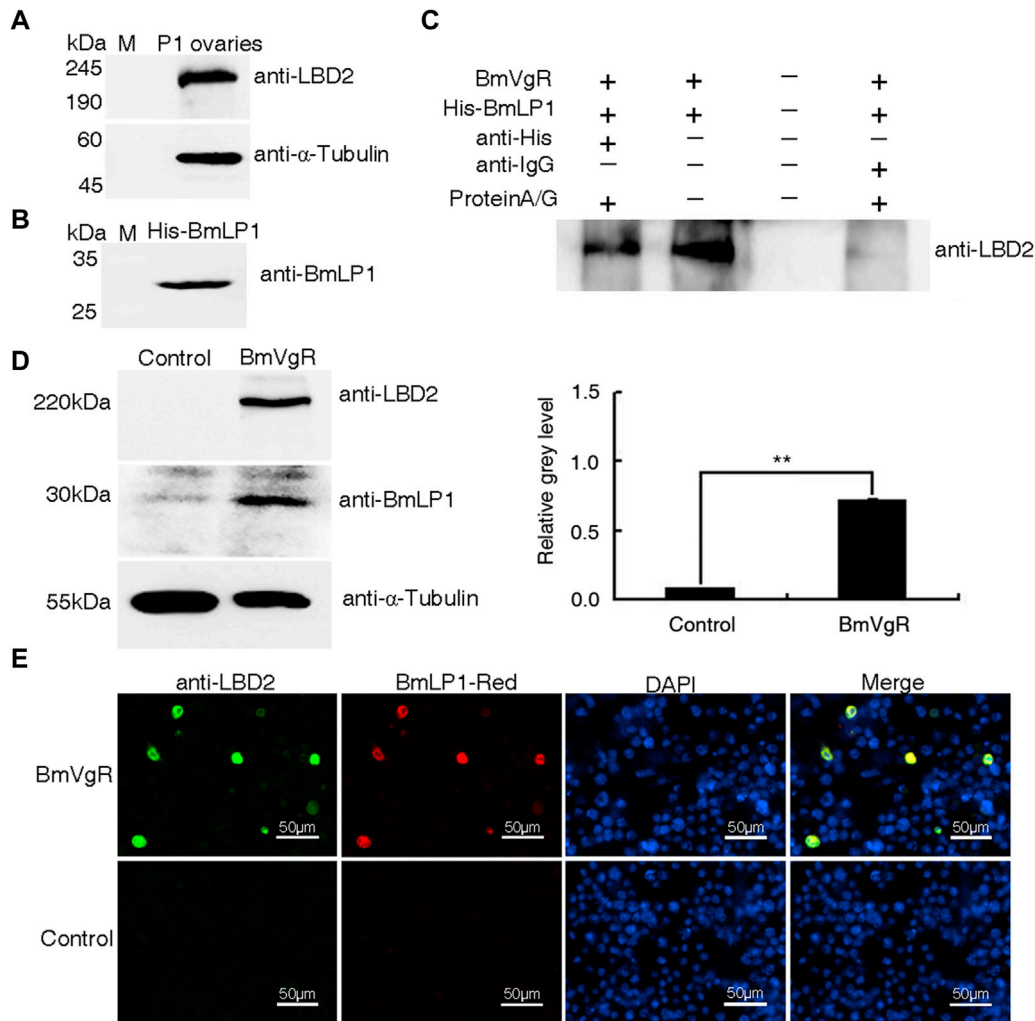 A
kDa M P1 ovaries
245
190
anti-LBD2
60
45
anti-α-Tubulin
B
kDa M His-BmLP1
35
25
anti-BmLP1
C
BmVgR + + − +
His-BmLP1 + + − +
anti-His + − − −
anti-IgG − − − +
ProteinA/G + − − +
anti-LBD2
D
Control BmVgR
220kDa anti-LBD2
30kDa anti-BmLP1
55kDa anti-α-Tubulin
Relative grey level
1.5
1.0
0.5
0.0
**
Control BmVgR
E
anti-LBD2 BmLP1-Red DAPI Merge
BmVgR
50μm 50μm 50μm 50μm
Control
50μm 50μm 50μm 50μm